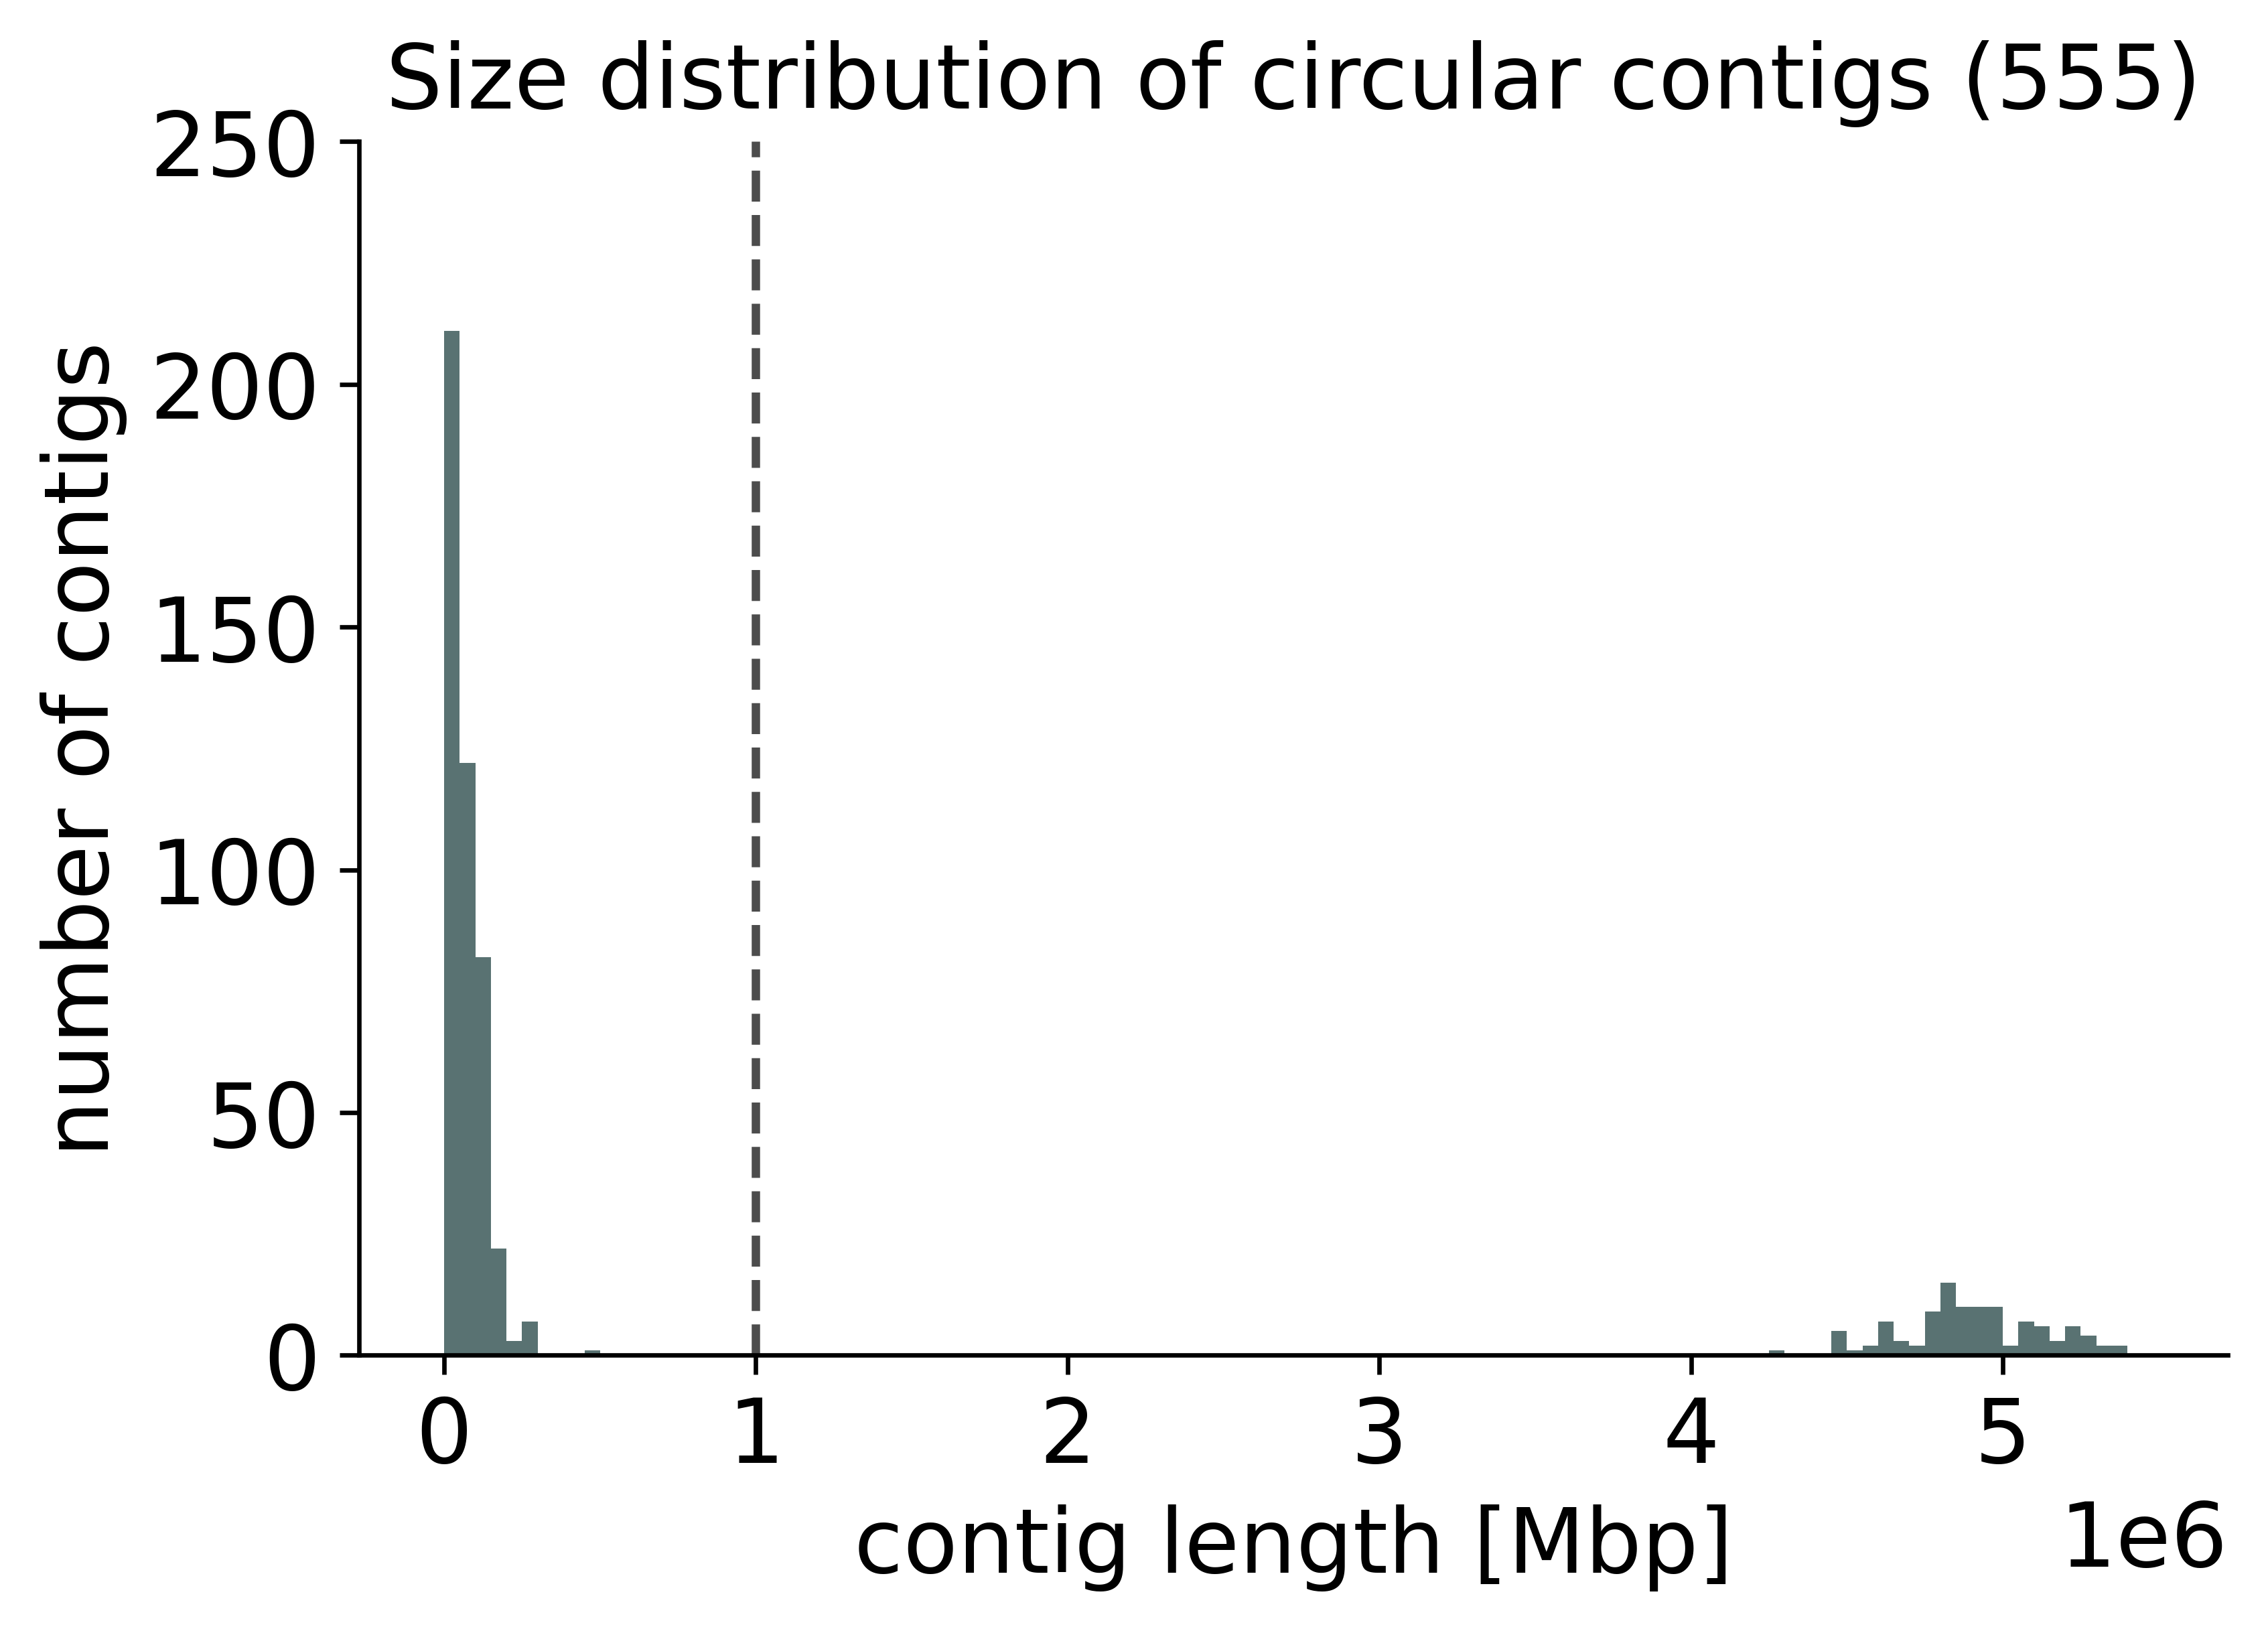 Size distribution of circular contigs (555)
number of contigs
250
200
150
100
50
0
0 1 2 3 4 5
contig length [Mbp]
1e6